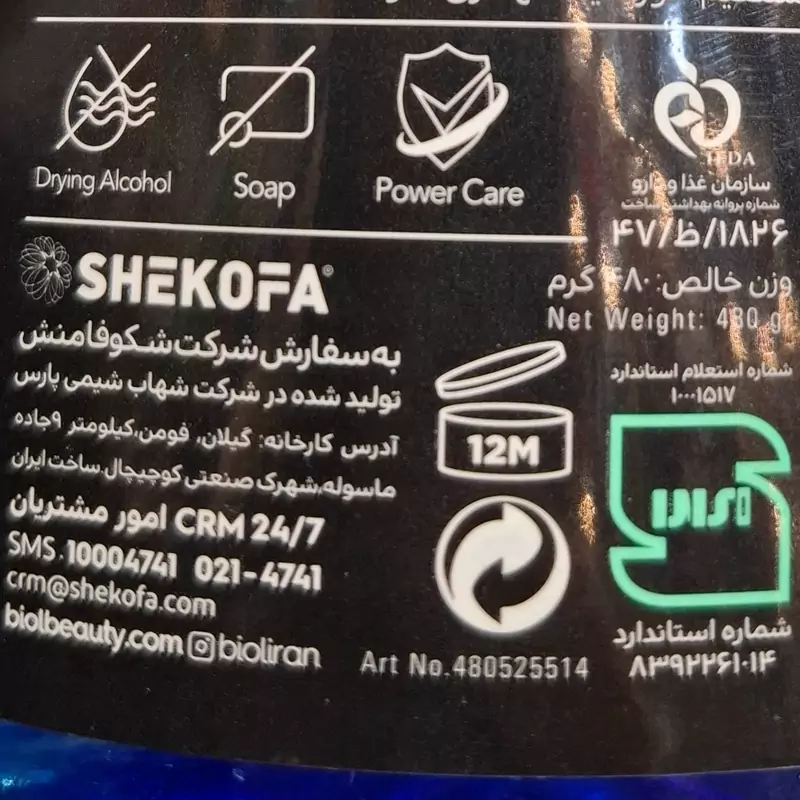 Drying Alcohol
Soap
Power Care
IFDA
سازمان غذا و دارو
شماره پروانه بهداشتی ساخت
۴۷/ظ/۱۸۲۶
SHEKOFA®
وزن خالص: ۴۸۰ گرم
Net Weight: 480 gr
به سفارش شرکت شکوفامنش
تولید شده در شرکت شهاب شیمی پارس
آدرس کارخانه: گیلان، فومن، کیلومتر ۹ جاده
ماسوله، شهرک صنعتی کوچیچال. ساخت ایران
CRM 24/7 امور مشتریان
SMS. 10004741 021-4741
crm@shekofa.com
biolbeauty.com bioliran
12M
Art No.480525514
شماره استعلام استاندارد
۱۰۰۰۱۵۱۷
شماره استاندارد
۸۳۹۲۲۶۱۰۱۴